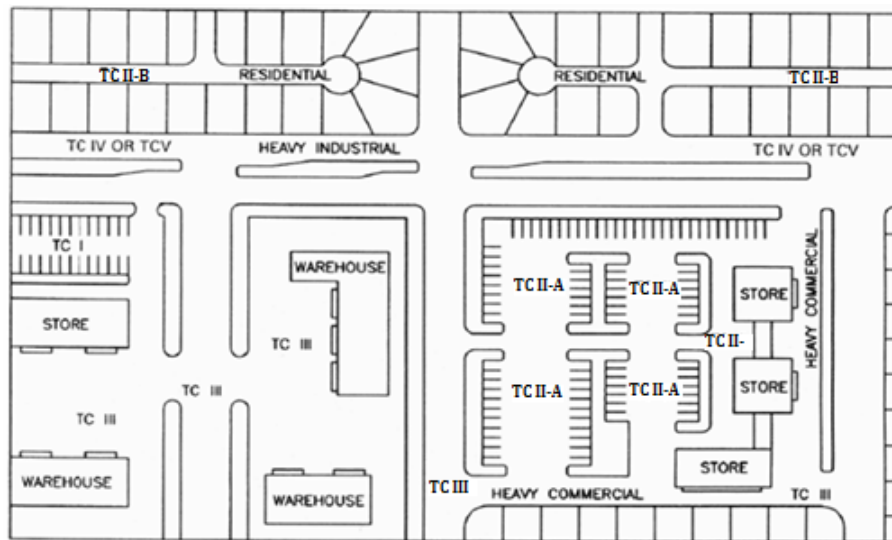 TC II-B
RESIDENTIAL
RESIDENTIAL
TC II-B
TC IV OR TCV
HEAVY INDUSTRIAL
TC IV OR TCV
TC I
WAREHOUSE
TC II-A
TC II-A
STORE
HEAVY COMMERCIAL
STORE
TC III
TC II-
TC III
TC II-A
TC II-A
STORE
TC III
STORE
WAREHOUSE
TC III
HEAVY COMMERCIAL
TC III
WAREHOUSE